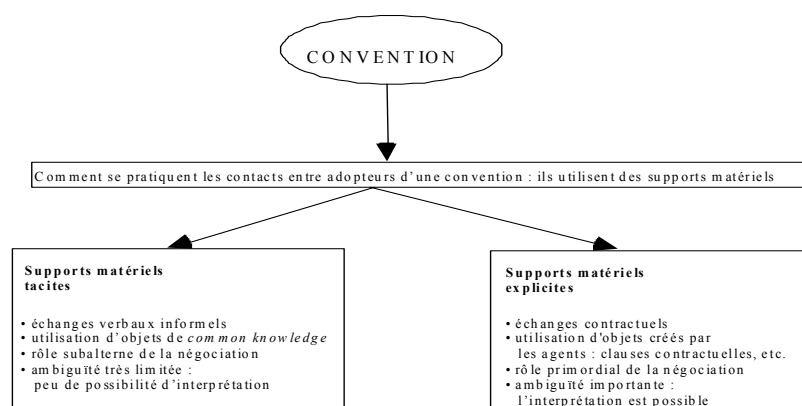 CONVENTION
Comment se pratiquent les contacts entre adopteurs d'une convention : ils utilisent des supports matériels
Supports matériels
tacites
• échanges verbaux informels
• utilisation d'objets de common knowledge
• rôle subalterne de la négociation
• ambiguïté très limitée :
peu de possibilité d'interprétation
Supports matériels
explicites
• échanges contractuels
• utilisation d'objets créés par
les agents : clauses contractuelles, etc.
• rôle primordial de la négociation
• ambiguïté importante :
l'interprétation est possible